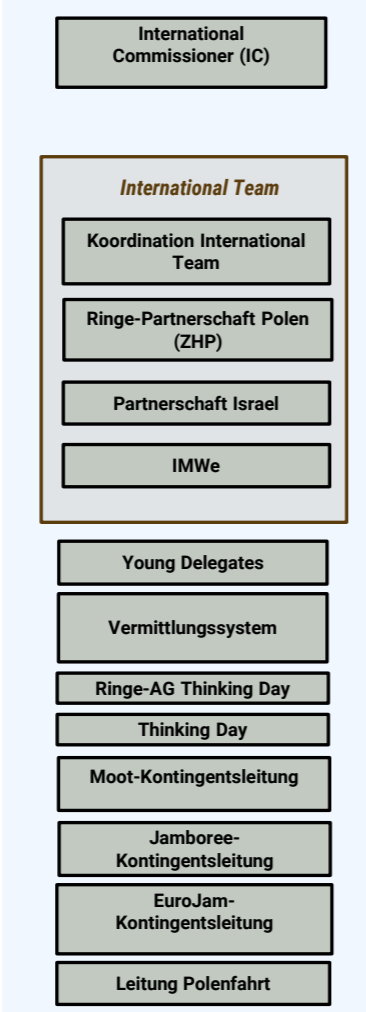 International
Commissioner (IC)
International Team
Koordination International
Team
Ringe-Partnerschaft Polen
(ZHP)
Partnerschaft Israel
IMWe
Young Delegates
Vermittlungssystem
Ringe-AG Thinking Day
Thinking Day
Moot-Kontingentsleitung
Jamboree-
Kontingentsleitung
EuroJam-
Kontingentsleitung
Leitung Polenfahrt